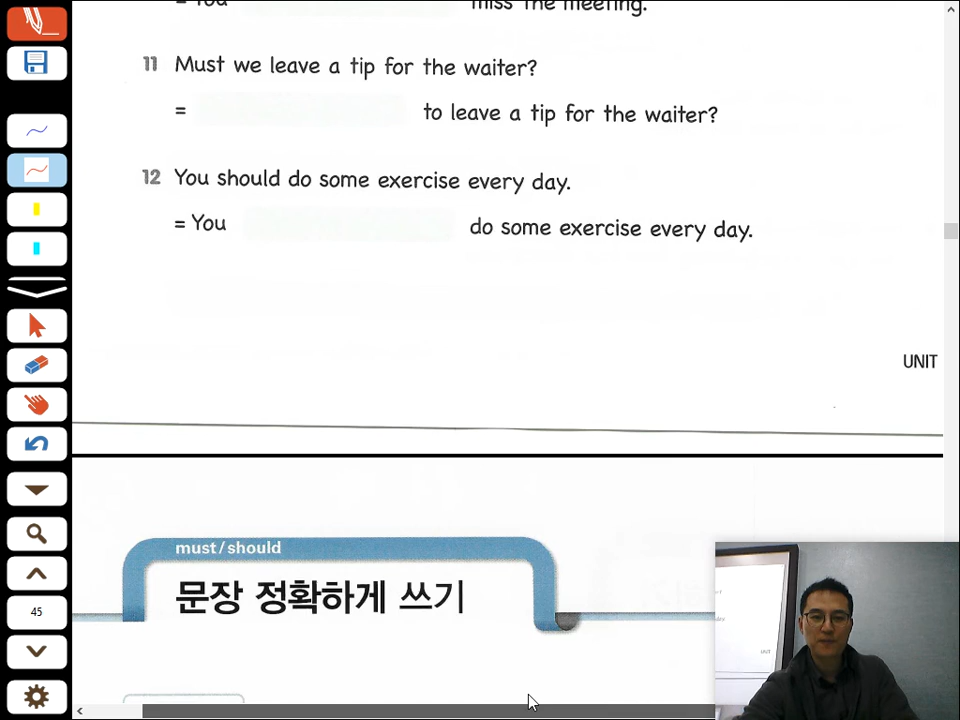 = You miss the meeting.
11 Must we leave a tip for the waiter?
= to leave a tip for the waiter?
12 You should do some exercise every day.
= You do some exercise every day.
UNIT
must/should
문장 정확하게 쓰기
45